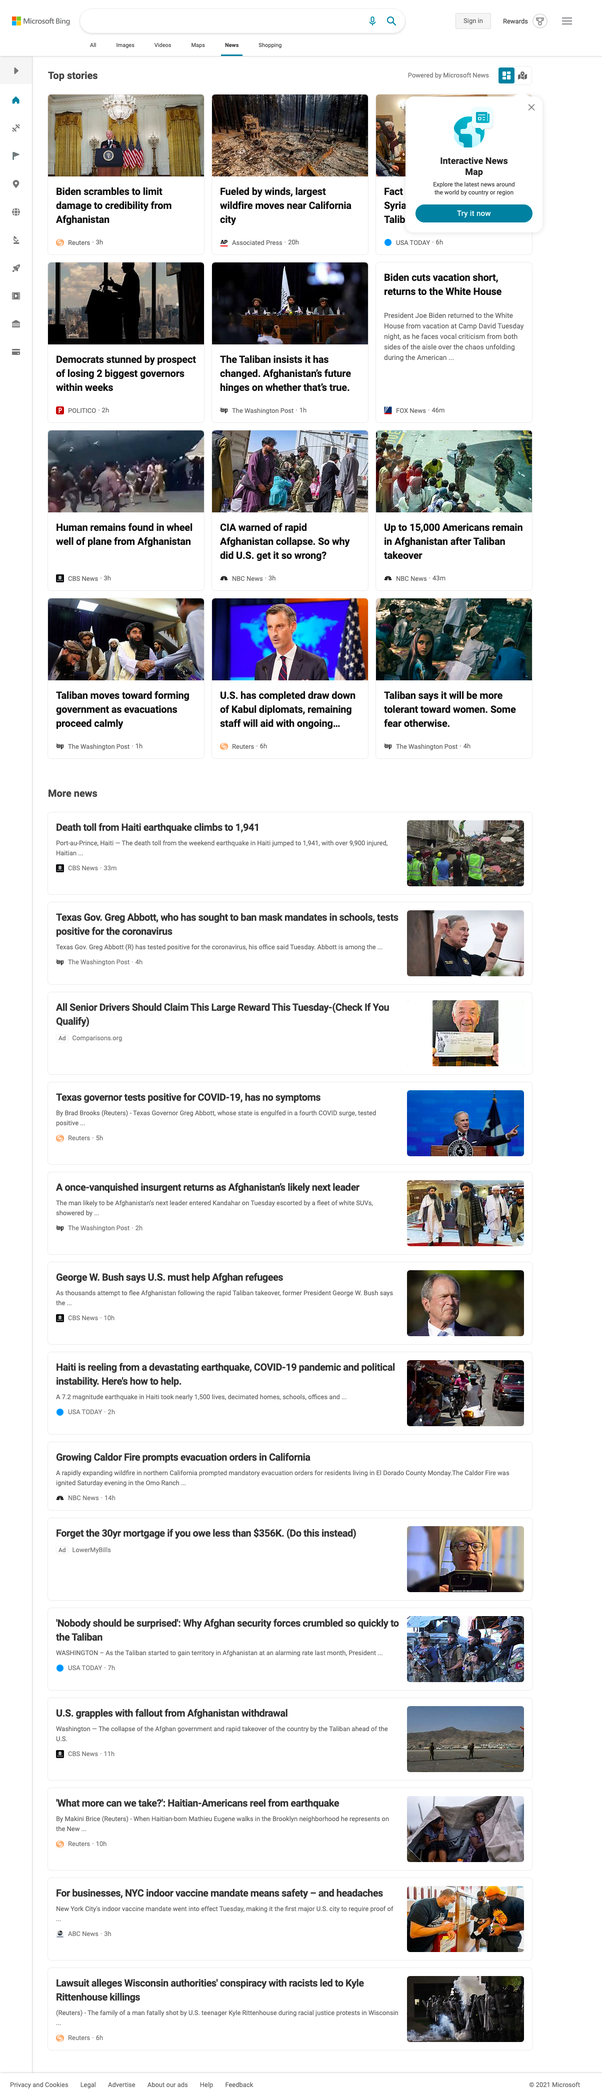 Microsoft Bing
Sign in
Rewards
All Images Videos Maps News Shopping
Top stories
Powered by Microsoft News
Biden scrambles to limit
damage to credibility from
Afghanistan
Reuters · 3h
Fueled by winds, largest
wildfire moves near California
city
AP Associated Press · 20h
Fact
Syria
Talib
USA TODAY · 6h
Interactive News
Map
Explore the latest news around
the world by country or region
Try it now
Democrats stunned by prospect
of losing 2 biggest governors
within weeks
P POLITICO · 2h
The Taliban insists it has
changed. Afghanistan's future
hinges on whether that's true.
wp The Washington Post · 1h
Biden cuts vacation short,
returns to the White House
President Joe Biden returned to the White
House from vacation at Camp David Tuesday
night, as he faces vocal criticism from both
sides of the aisle over the chaos unfolding
during the American ...
FOX News · 46m
Human remains found in wheel
well of plane from Afghanistan
CBS News · 3h
CIA warned of rapid
Afghanistan collapse. So why
did U.S. get it so wrong?
NBC News · 3h
Up to 15,000 Americans remain
in Afghanistan after Taliban
takeover
NBC News · 43m
Taliban moves toward forming
government as evacuations
proceed calmly
wp The Washington Post · 1h
U.S. has completed draw down
of Kabul diplomats, remaining
staff will aid with ongoing...
Reuters · 6h
Taliban says it will be more
tolerant toward women. Some
fear otherwise.
wp The Washington Post · 4h
More news
Death toll from Haiti earthquake climbs to 1,941
Port-au-Prince, Haiti — The death toll from the weekend earthquake in Haiti jumped to 1,941, with over 9,900 injured,
Haitian ...
CBS News · 33m
Texas Gov. Greg Abbott, who has sought to ban mask mandates in schools, tests
positive for the coronavirus
Texas Gov. Greg Abbott (R) has tested positive for the coronavirus, his office said Tuesday. Abbott is among the ...
wp The Washington Post · 4h
All Senior Drivers Should Claim This Large Reward This Tuesday-(Check If You
Qualify)
Ad Comparisons.org
Texas governor tests positive for COVID-19, has no symptoms
By Brad Brooks (Reuters) - Texas Governor Greg Abbott, whose state is engulfed in a fourth COVID surge, tested
positive ...
Reuters · 5h
A once-vanquished insurgent returns as Afghanistan's likely next leader
The man likely to be Afghanistan's next leader entered Kandahar on Tuesday escorted by a fleet of white SUVs,
showered by ...
wp The Washington Post · 2h
George W. Bush says U.S. must help Afghan refugees
As thousands attempt to flee Afghanistan following the rapid Taliban takeover, former President George W. Bush says
the ...
CBS News · 10h
Haiti is reeling from a devastating earthquake, COVID-19 pandemic and political
instability. Here's how to help.
A 7.2 magnitude earthquake in Haiti took nearly 1,500 lives, decimated homes, schools, offices and ...
USA TODAY · 2h
Growing Caldor Fire prompts evacuation orders in California
A rapidly expanding wildfire in northern California prompted mandatory evacuation orders for residents living in El Dorado County Monday.The Caldor Fire was
ignited Saturday evening in the Omo Ranch ...
NBC News · 14h
Forget the 30yr mortgage if you owe less than $356K. (Do this instead)
Ad LowerMyBills
'Nobody should be surprised': Why Afghan security forces crumbled so quickly to
the Taliban
WASHINGTON – As the Taliban started to gain territory in Afghanistan at an alarming rate last month, President ...
USA TODAY · 7h
U.S. grapples with fallout from Afghanistan withdrawal
Washington — The collapse of the Afghan government and rapid takeover of the country by the Taliban ahead of the
U.S.
CBS News · 11h
'What more can we take?': Haitian-Americans reel from earthquake
By Makini Brice (Reuters) - When Haitian-born Mathieu Eugene walks in the Brooklyn neighborhood he represents on
the New ...
Reuters · 10h
For businesses, NYC indoor vaccine mandate means safety – and headaches
New York City's indoor vaccine mandate went into effect Tuesday, making it the first major U.S. city to require proof of
...
ABC News · 3h
Lawsuit alleges Wisconsin authorities' conspiracy with racists led to Kyle
Rittenhouse killings
(Reuters) - The family of a man fatally shot by U.S. teenager Kyle Rittenhouse during racial justice protests in Wisconsin
...
Reuters · 6h
Privacy and Cookies Legal Advertise About our ads Help Feedback © 2021 Microsoft